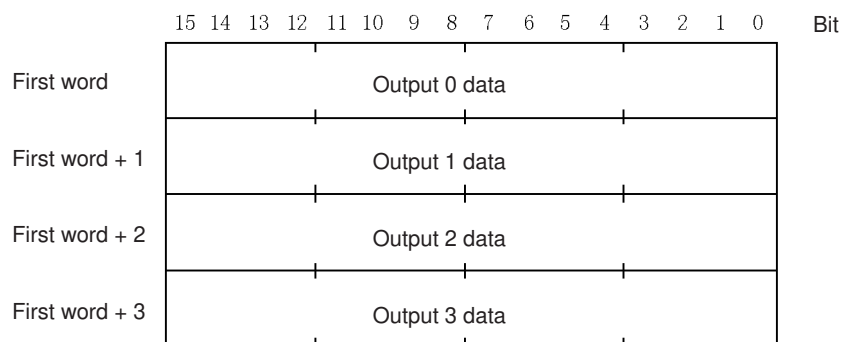 15 14 13 12 11 10 9 8 7 6 5 4 3 2 1 0 Bit
First word Output 0 data
First word + 1 Output 1 data
First word + 2 Output 2 data
First word + 3 Output 3 data